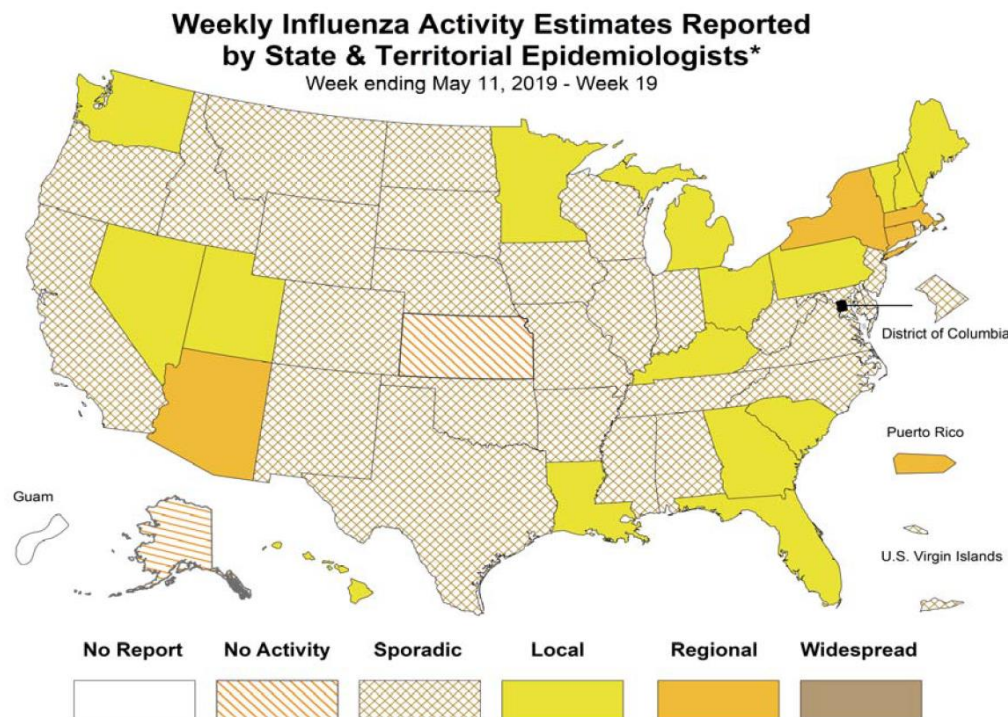 Weekly Influenza Activity Estimates Reported
by State & Territorial Epidemiologists*
Week ending May 11, 2019 - Week 19
District of Columbia
Puerto Rico
Guam
U.S. Virgin Islands
No Report
No Activity
Sporadic
Local
Regional
Widespread